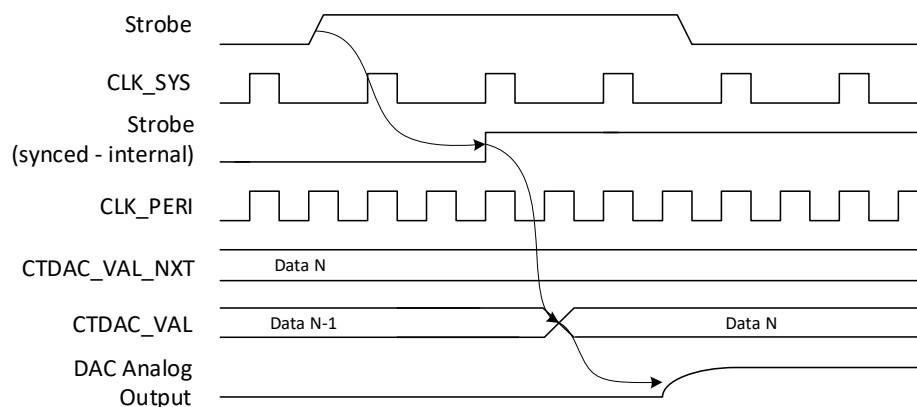 Strobe
CLK_SYS
Strobe
(synced - internal)
CLK_PERI
CTDAC_VAL_NXT
Data N
CTDAC_VAL
Data N-1
Data N
DAC Analog
Output